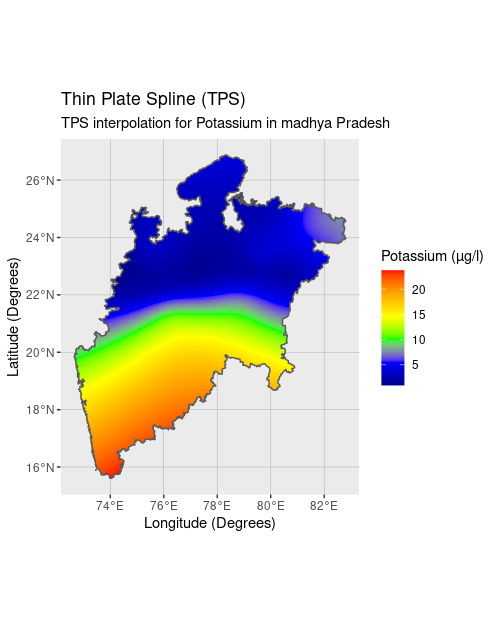 Thin Plate Spline (TPS)
TPS interpolation for Potassium in madhya Pradesh
26°N
24°N
22°N
20°N
18°N
16°N
Latitude (Degrees)
74°E 76°E 78°E 80°E 82°E
Longitude (Degrees)
Potassium (µg/l)
20
15
10
5